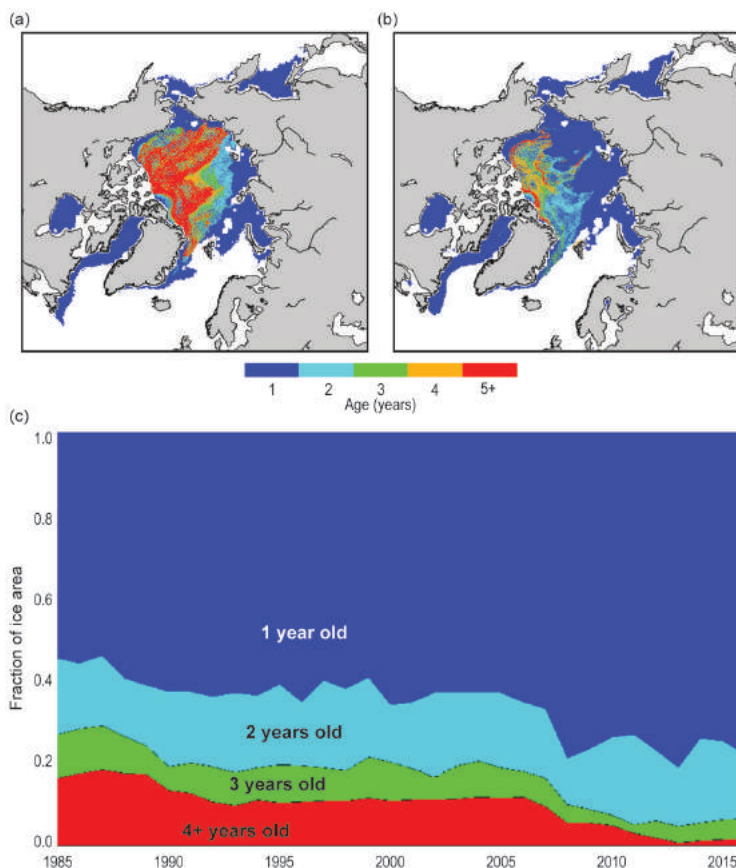 (a)
(b)
1 2 3 4 5+
Age (years)
(c)
1.0
0.8
0.6
0.4
0.2
0.0
Fraction of ice area
1 year old
2 years old
3 years old
4+ years old
1985 1990 1995 2000 2005 2010 2015